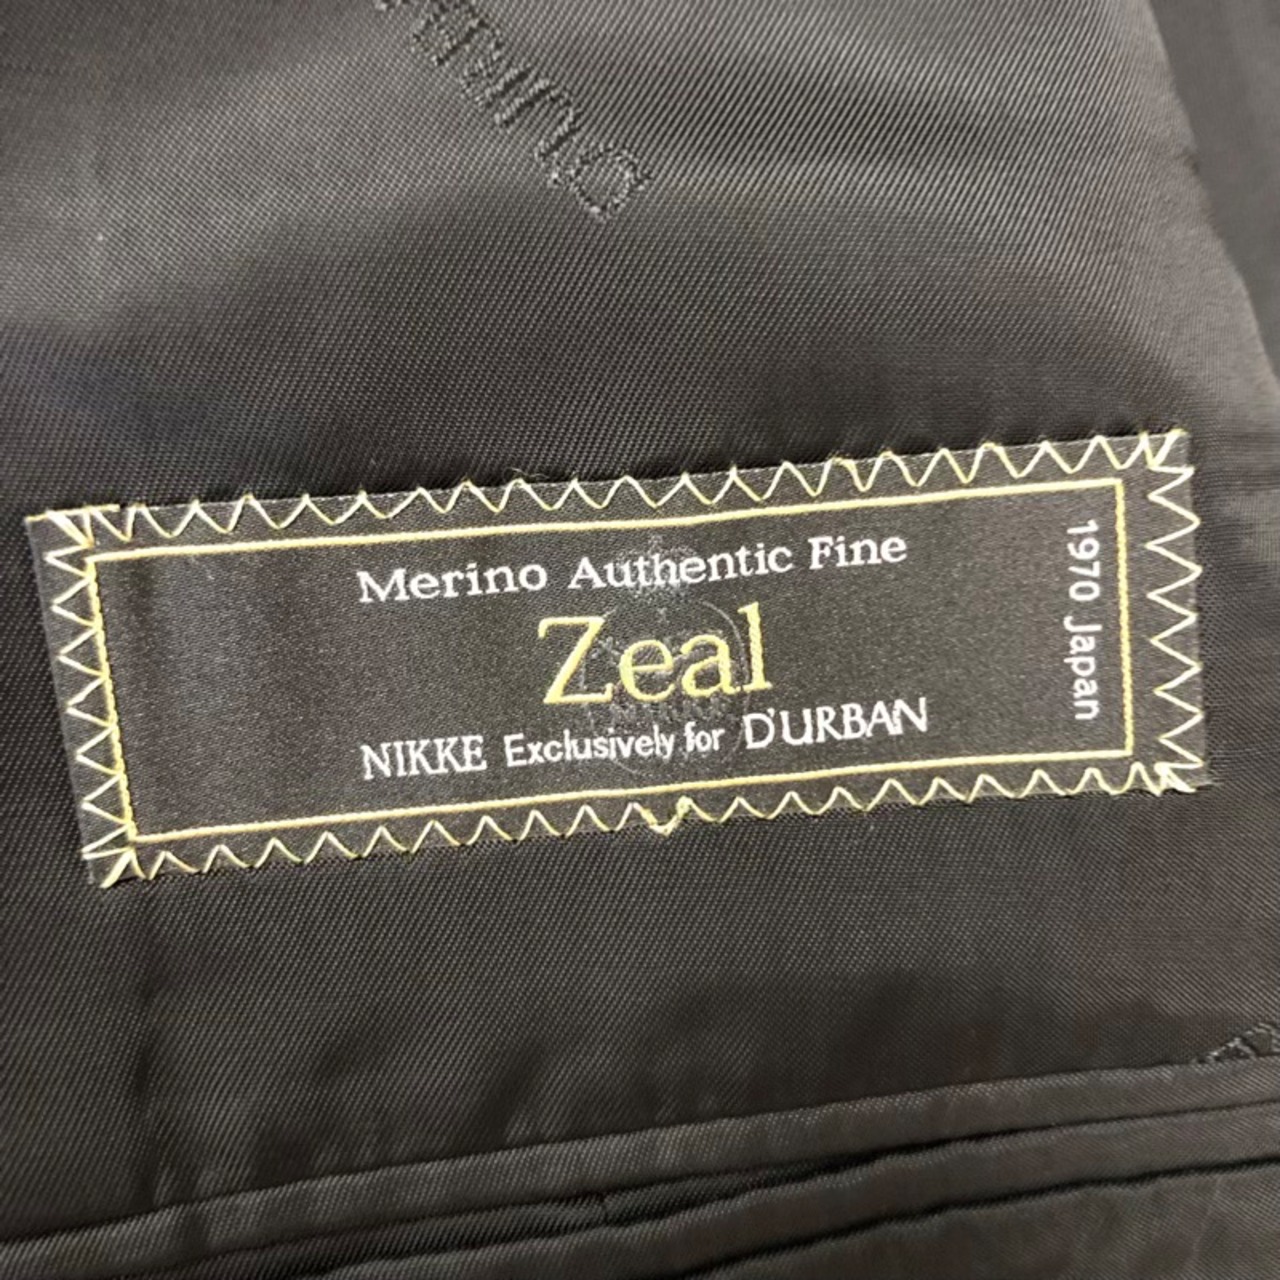 Merino Authentic Fine
Zeal
NIKKE Exclusively for D'URBAN
1970 Japan